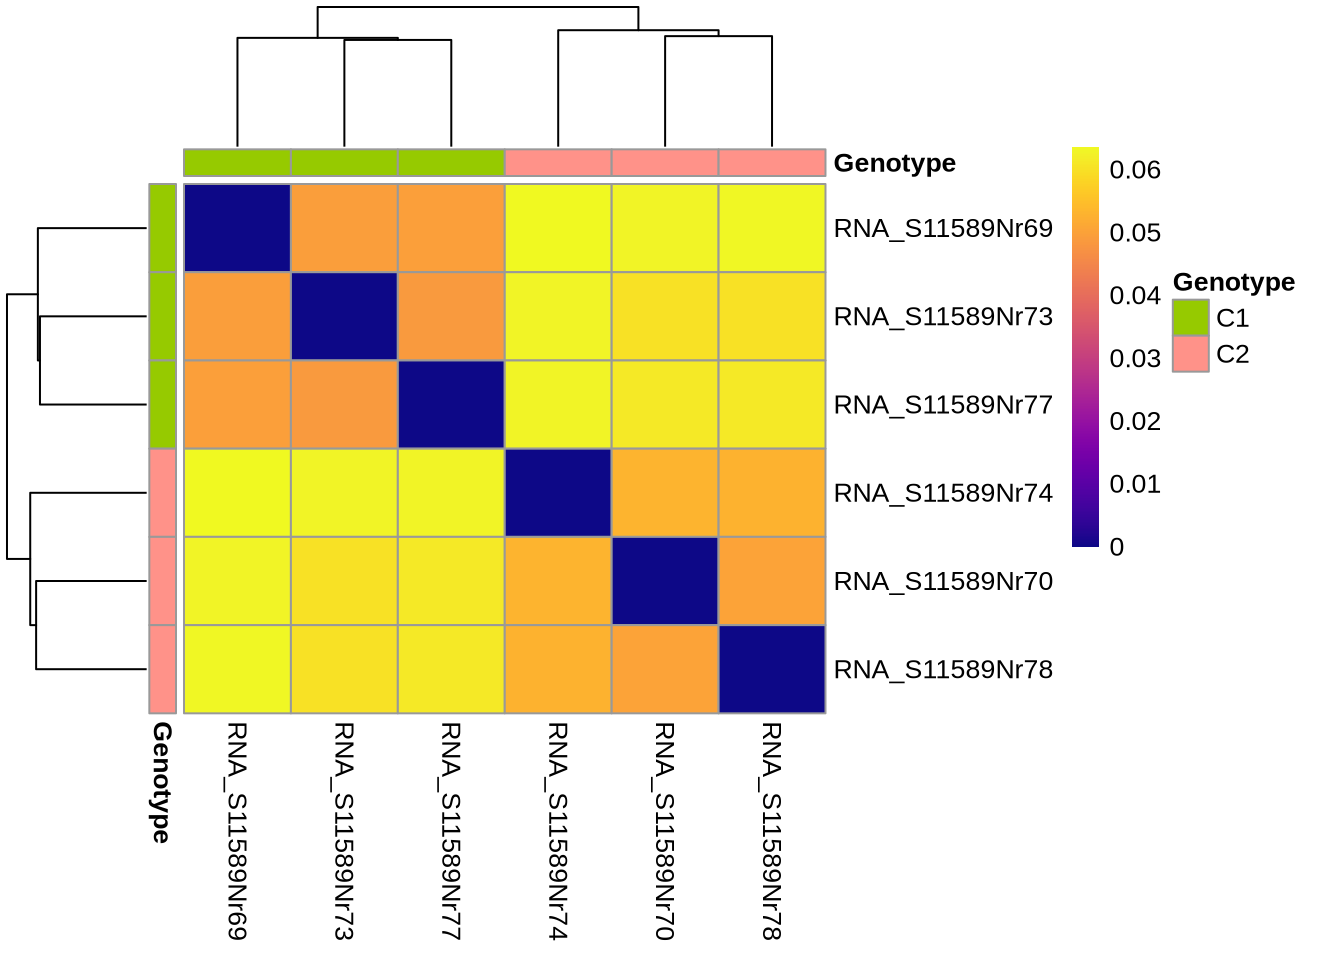 Genotype
RNA_S11589Nr69
RNA_S11589Nr73
RNA_S11589Nr77
RNA_S11589Nr74
RNA_S11589Nr70
RNA_S11589Nr78
0.06
0.05
0.04
0.03
0.02
0.01
0
Genotype
C1
C2
Genotype
RNA_S11589Nr69
RNA_S11589Nr73
RNA_S11589Nr77
RNA_S11589Nr74
RNA_S11589Nr70
RNA_S11589Nr78